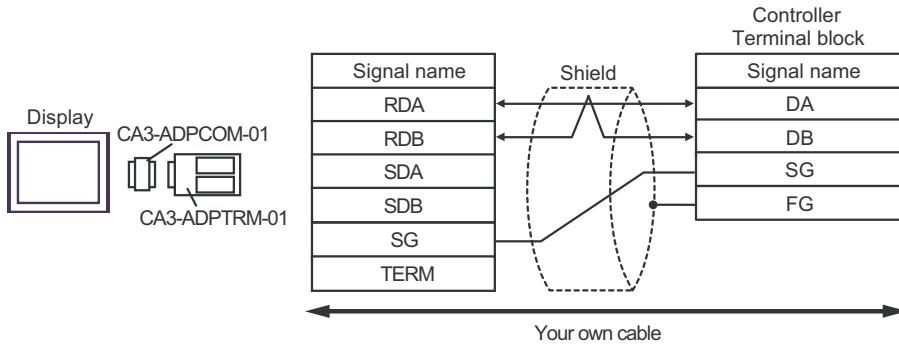 Controller
Terminal block
Signal name
Shield
Signal name
RDA
DA
Display
CA3-ADPCOM-01
RDB
DB
SDA
SG
SDB
FG
CA3-ADPTRM-01
SG
TERM
Your own cable